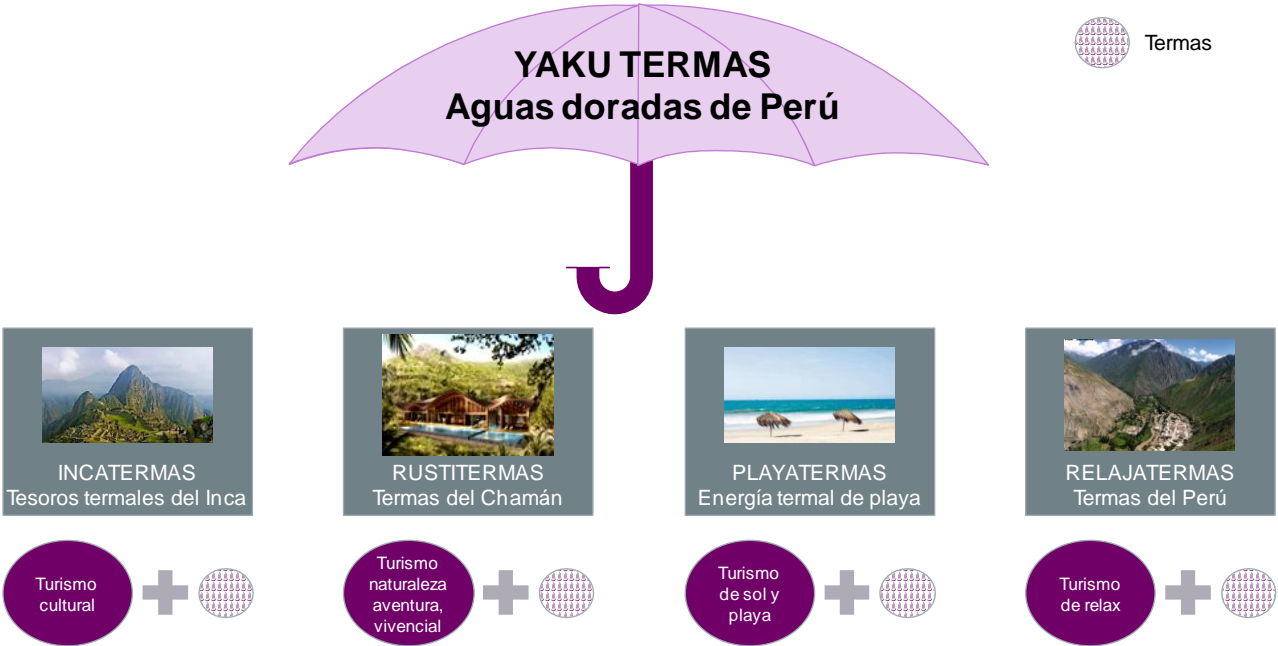 YAKU TERMAS
Aguas doradas de Perú
Termas
INCATERMAS
Tesoros termales del Inca
RUSTITERMAS
Termas del Chamán
PLAYATERMAS
Energía termal de playa
RELAJATERMAS
Termas del Perú
Turismo
cultural
Turismo
naturaleza
aventura,
vivencial
Turismo
de sol y
playa
Turismo
de relax